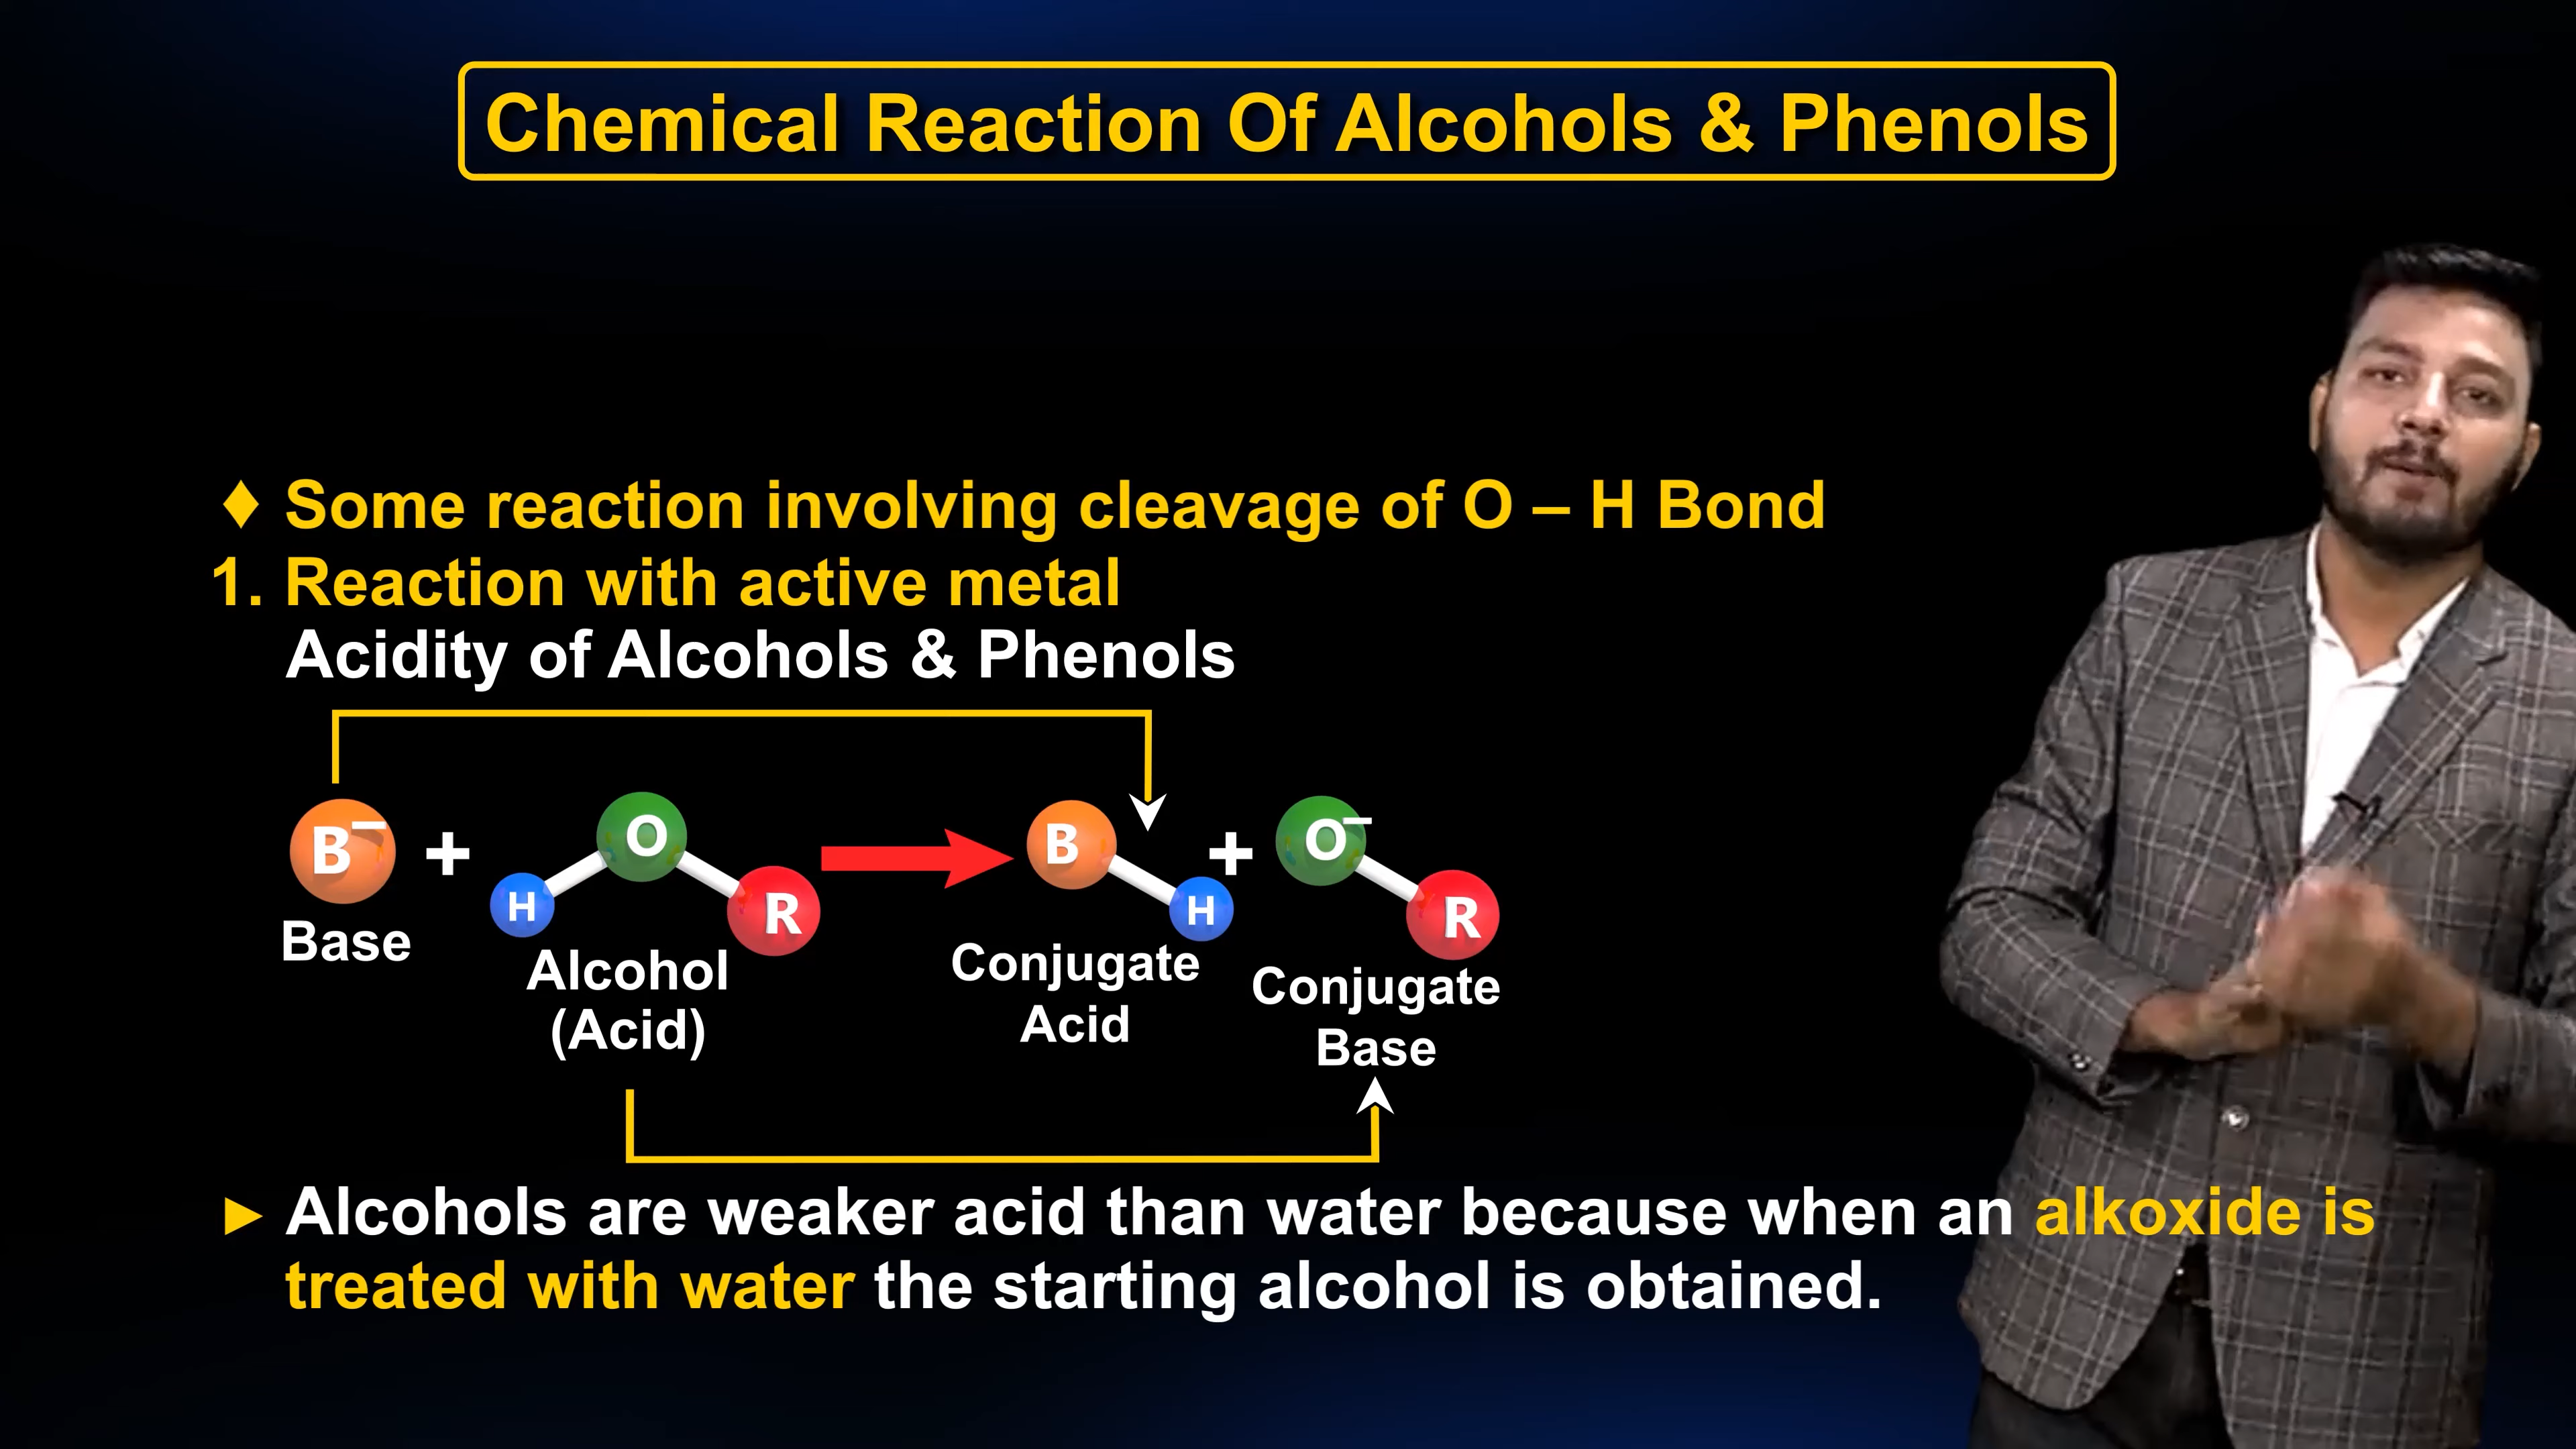 Chemical Reaction Of Alcohols & Phenols
♦ Some reaction involving cleavage of O – H Bond
1. Reaction with active metal
Acidity of Alcohols & Phenols
B⁻ + H O R B H + O⁻ R
Base
Alcohol
(Acid)
Conjugate
Acid
Conjugate
Base
► Alcohols are weaker acid than water because when an alkoxide is
treated with water the starting alcohol is obtained.